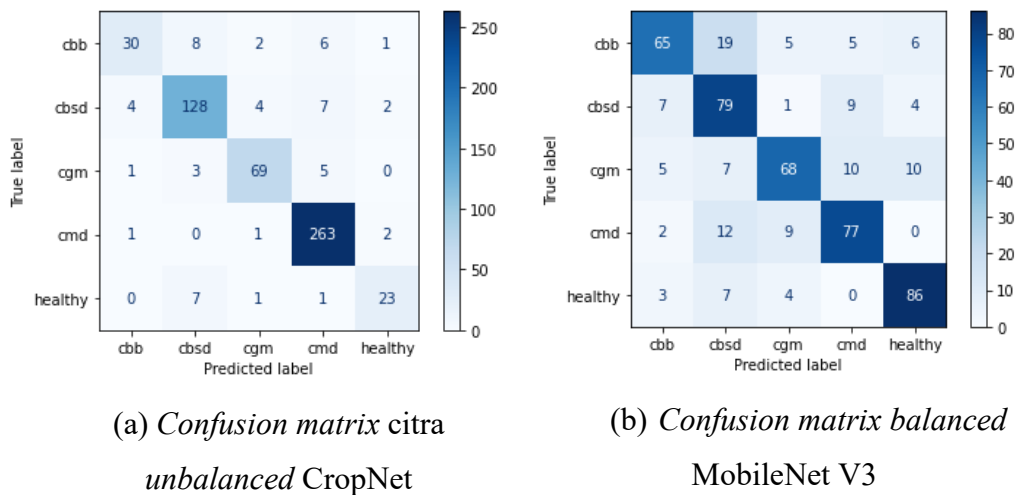 cbb 30 8 2 6 1
cbsd 4 128 4 7 2
cgm 1 3 69 5 0
cmd 1 0 1 263 2
healthy 0 7 1 1 23
cbb cbsd cgm cmd healthy
Predicted label
True label
250
200
150
100
50
0
cbb 65 19 5 5 6
cbsd 7 79 1 9 4
cgm 5 7 68 10 10
cmd 2 12 9 77 0
healthy 3 7 4 0 86
cbb cbsd cgm cmd healthy
Predicted label
True label
80
70
60
50
40
30
20
10
0
(a) Confusion matrix citra
unbalanced CropNet
(b) Confusion matrix balanced
MobileNet V3